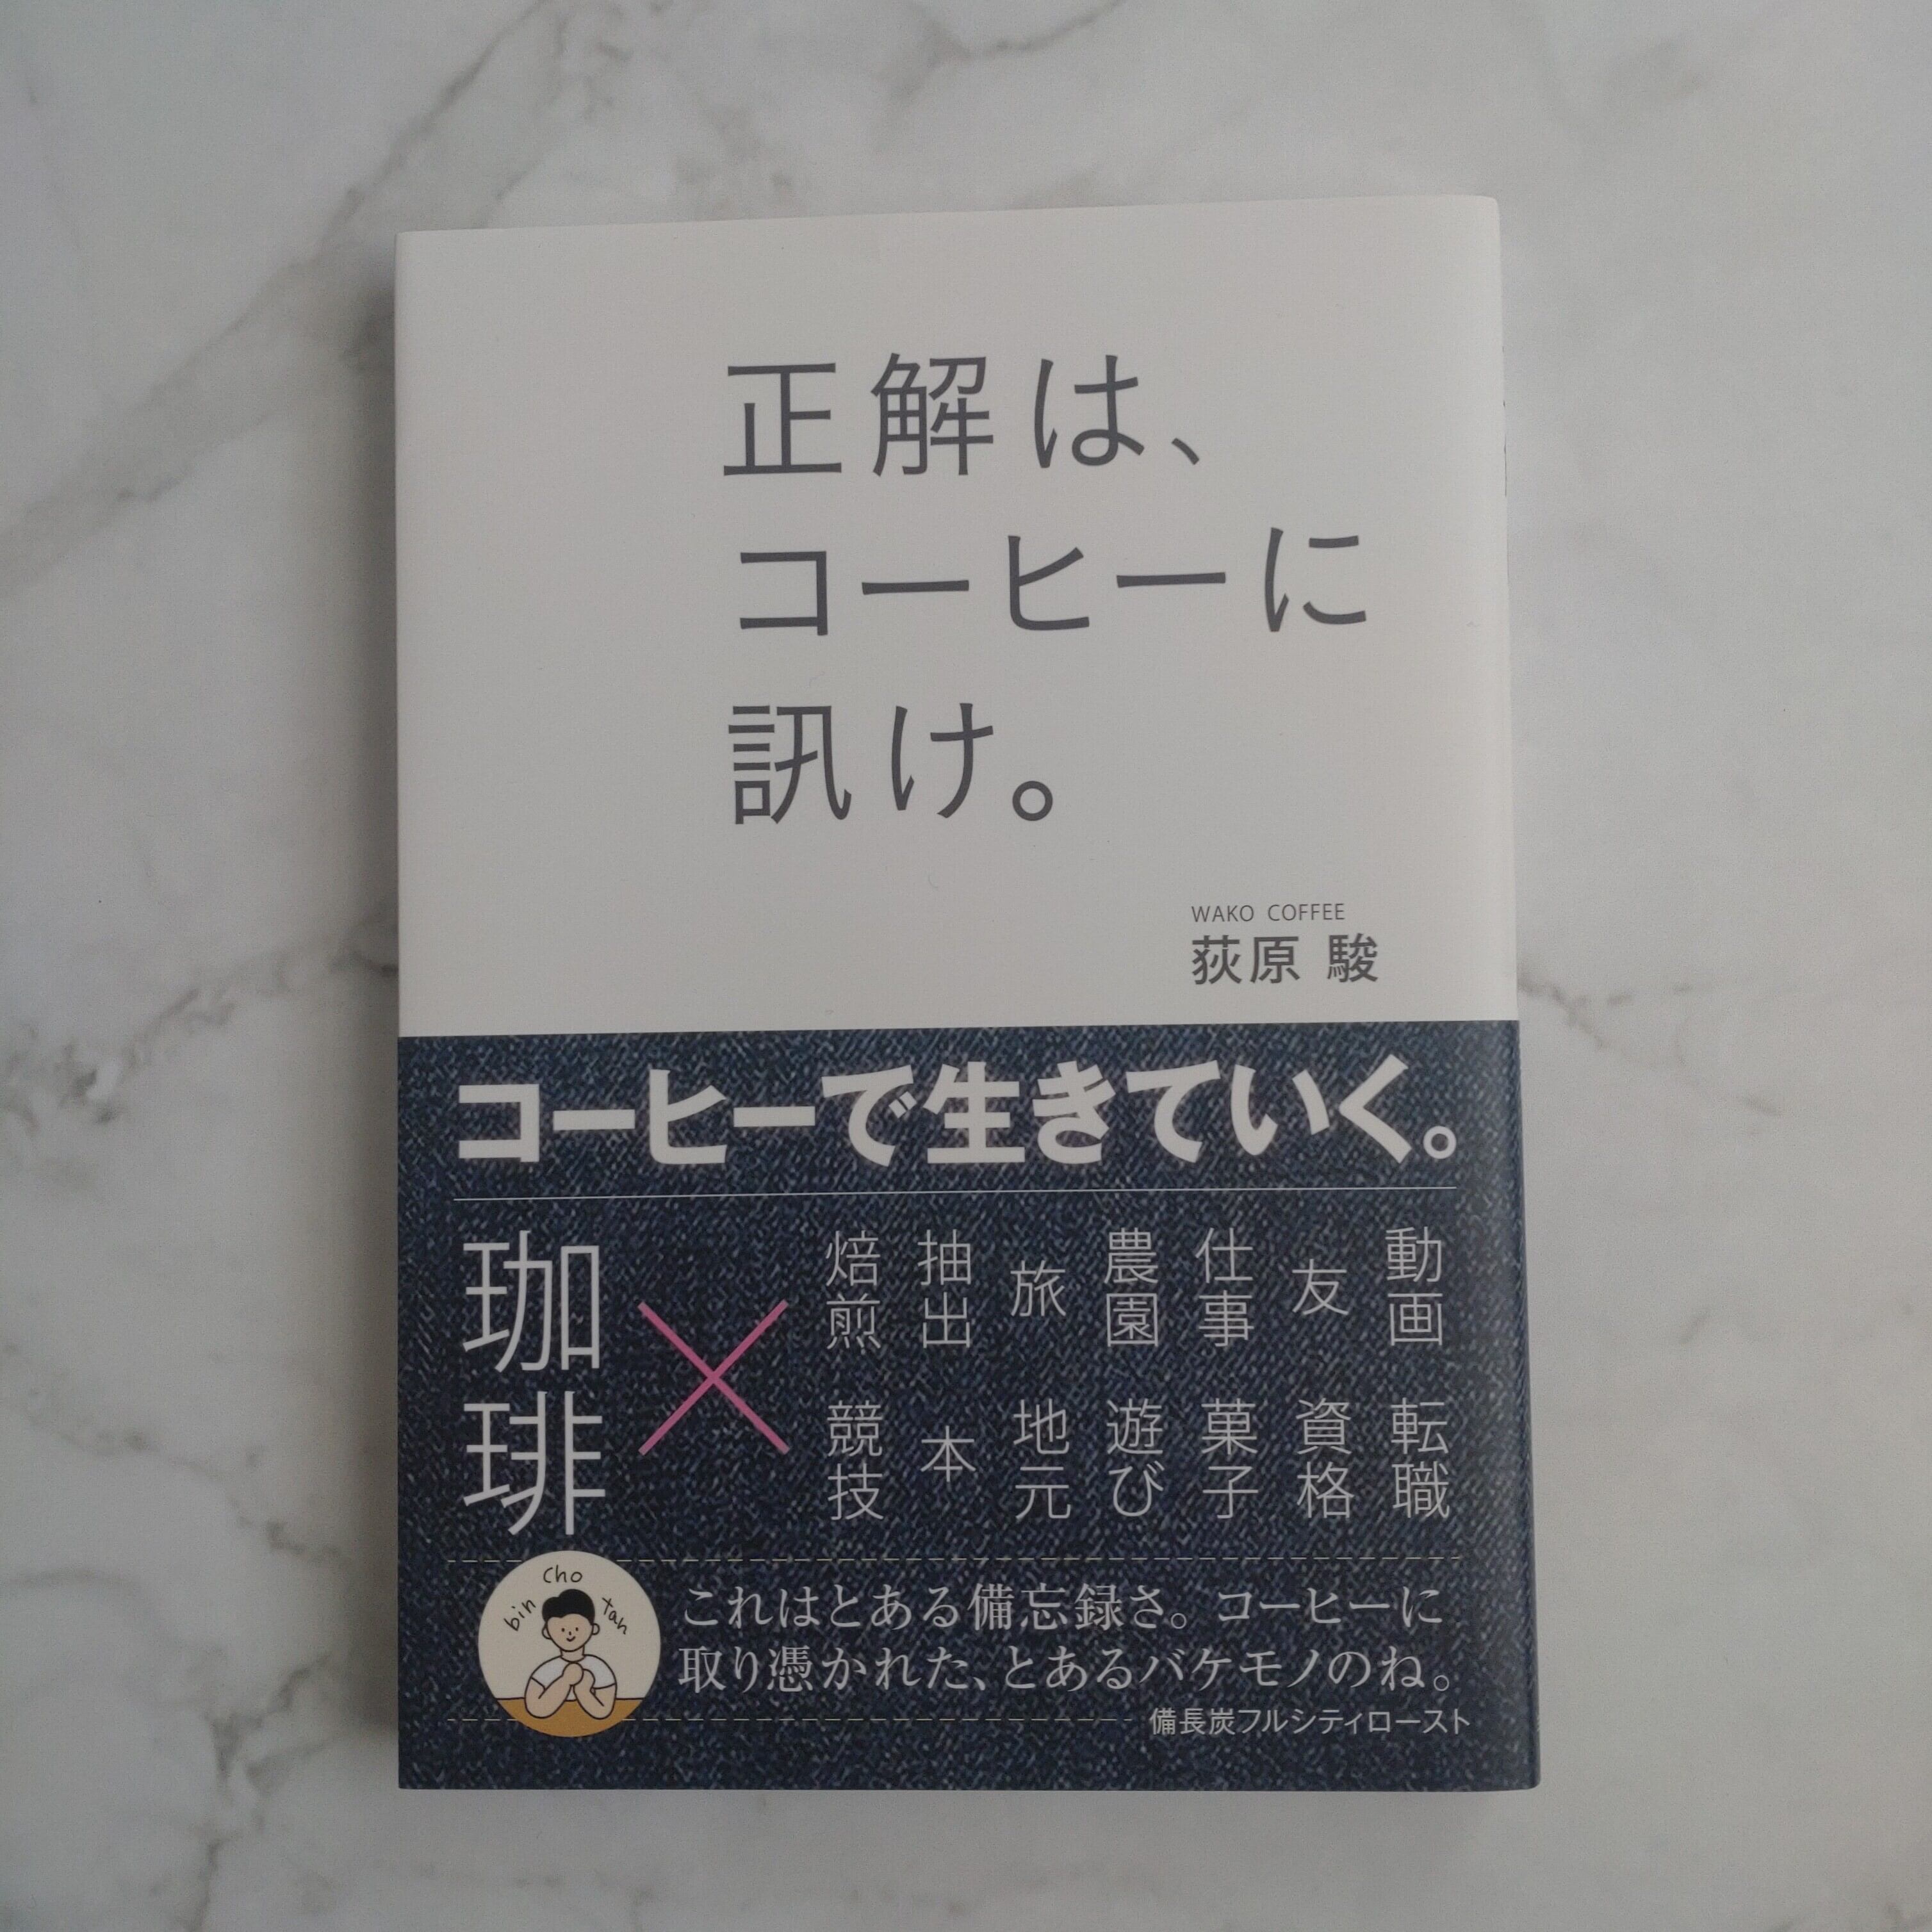 正解は、
コーヒーに
訊け。
WAKO COFFEE
荻原 駿
コーヒーで生きていく。
珈琲
×
焙煎 抽出 旅 農園 仕事 友 動画
競技 本 地元 遊び 菓子 資格 転職
bin cho tan
これはとある備忘録さ。コーヒーに
取り憑かれた、とあるバケモノのね。
備長炭フルシティロースト